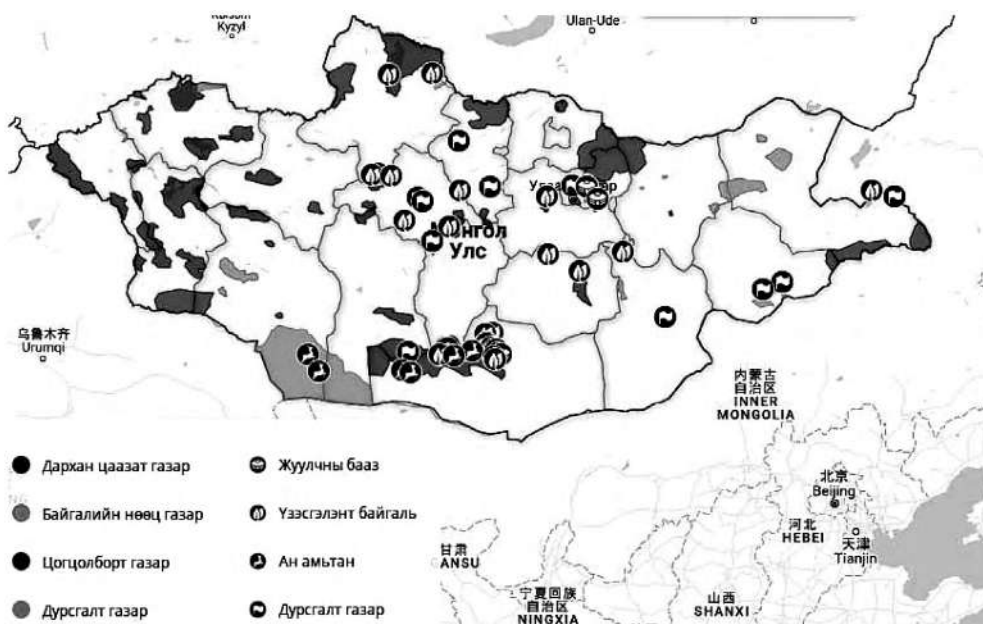 Kyzyl
Ulan-Ude
Улс
乌鲁木齐
Urumqi
内蒙古
自治区
INNER
MONGOLIA
Дархан цаазат газар
Байгалийн нөөц газар
Цогцолборт газар
Дурсгалт газар
Жуулчны бааз
Үзэсгэлэнт байгаль
Ан амьтан
Дурсгалт газар
北京
Beijing
河北
HEBEI
天津
Tianjin
甘肃
GANSU
宁夏回族
自治区
NINGXIA
山西
SHANXI